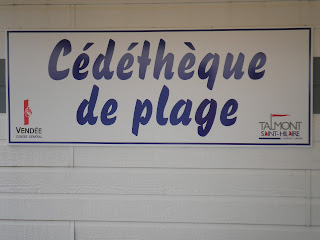 Cédéthèque
de plage
VENDÉE
CONSEIL GÉNÉRAL
TALMONT
SAINT-HILAIRE